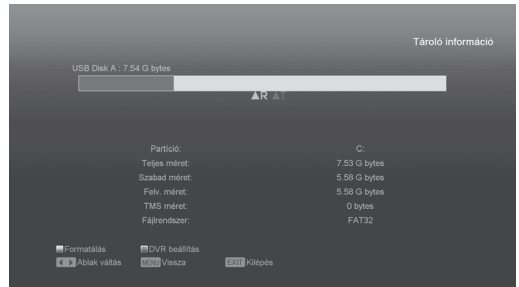 Tároló információ
USB Disk A : 7.54 G bytes
R AT
Partíció: C:
Teljes méret: 7.53 G bytes
Szabad méret: 5.58 G bytes
Felv. méret: 5.58 G bytes
TMS méret: 0 bytes
Fájlrendszer: FAT32
Formatálás DVR beállítás
Ablak váltás MENU Vissza EXIT Kilépés